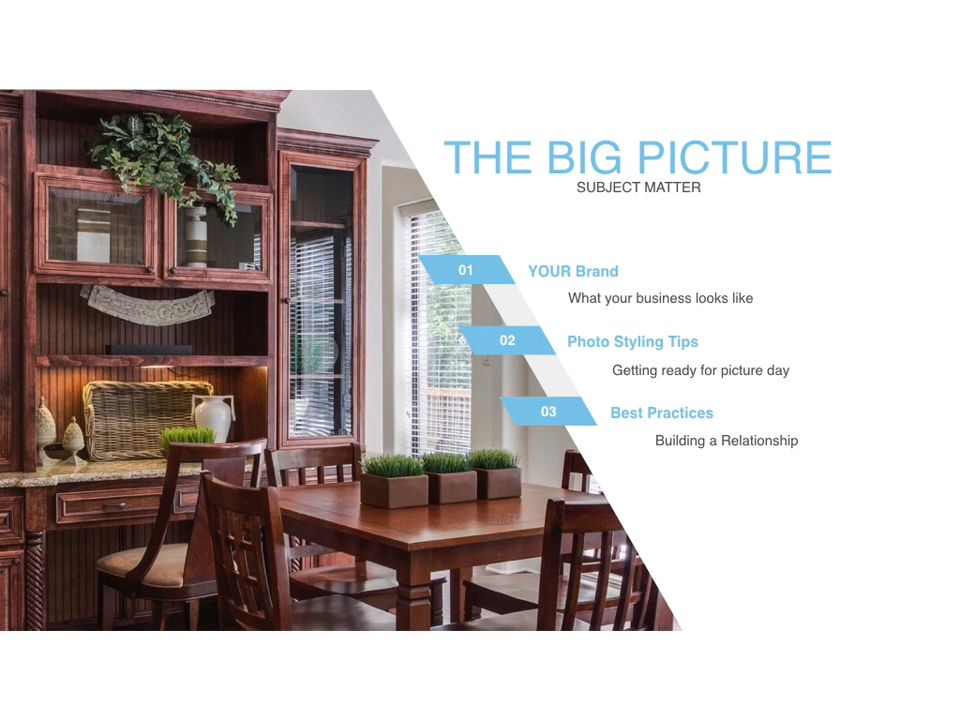 THE BIG PICTURE
SUBJECT MATTER
01 YOUR Brand
What your business looks like
02 Photo Styling Tips
Getting ready for picture day
03 Best Practices
Building a Relationship